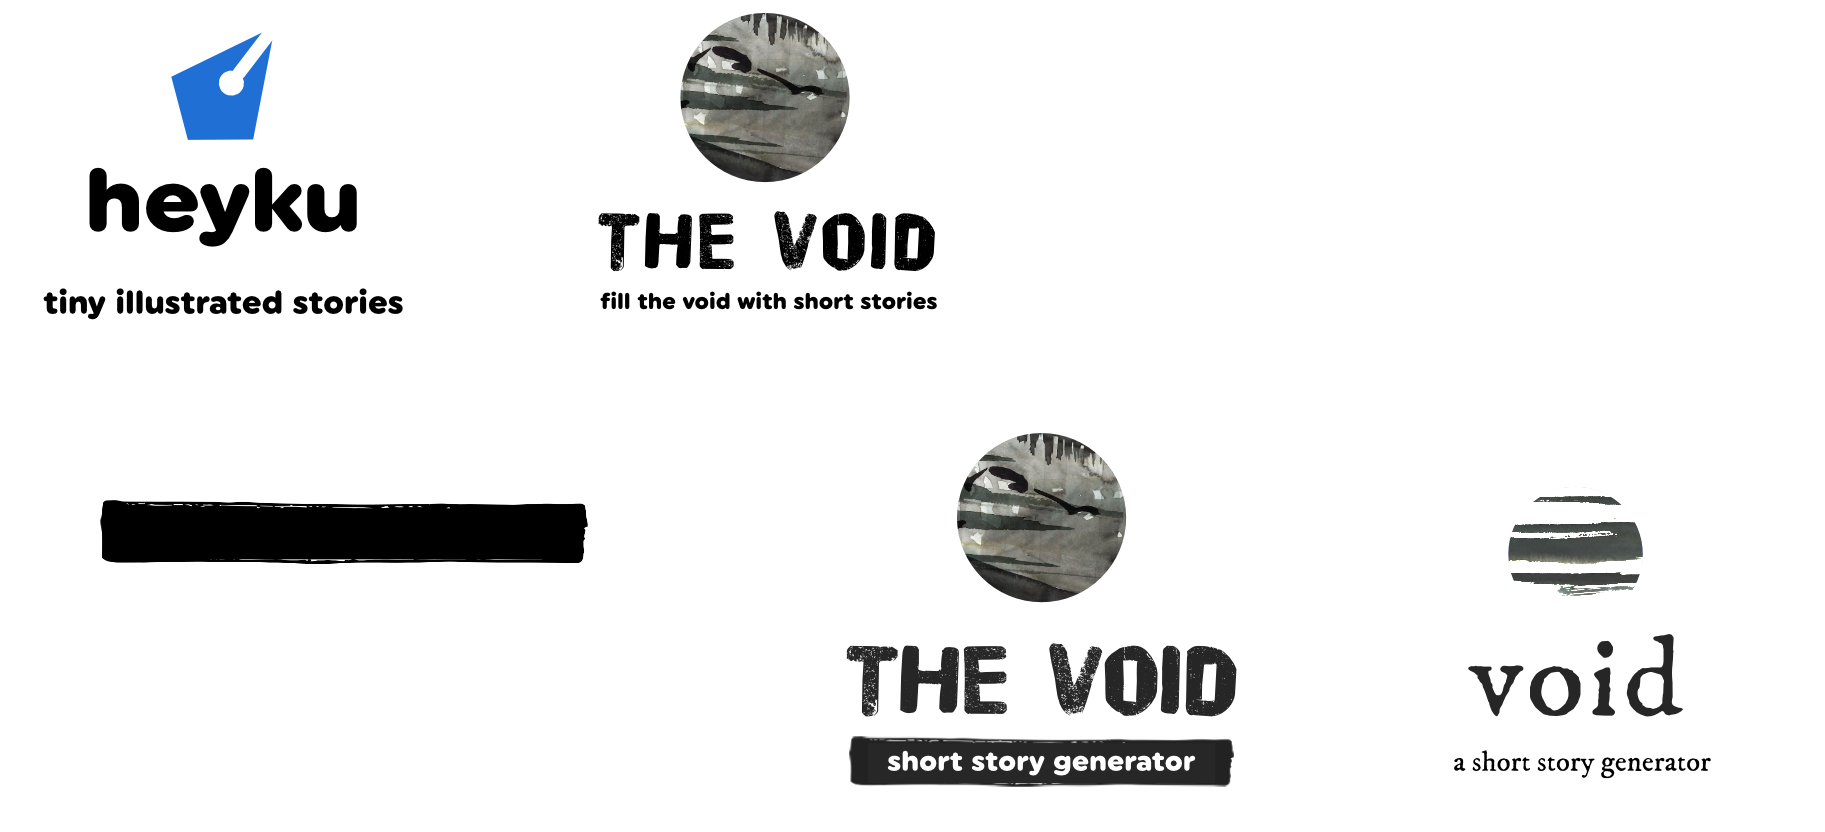 heyku
tiny illustrated stories
THE VOID
fill the void with short stories
THE VOID
short story generator
void
a short story generator